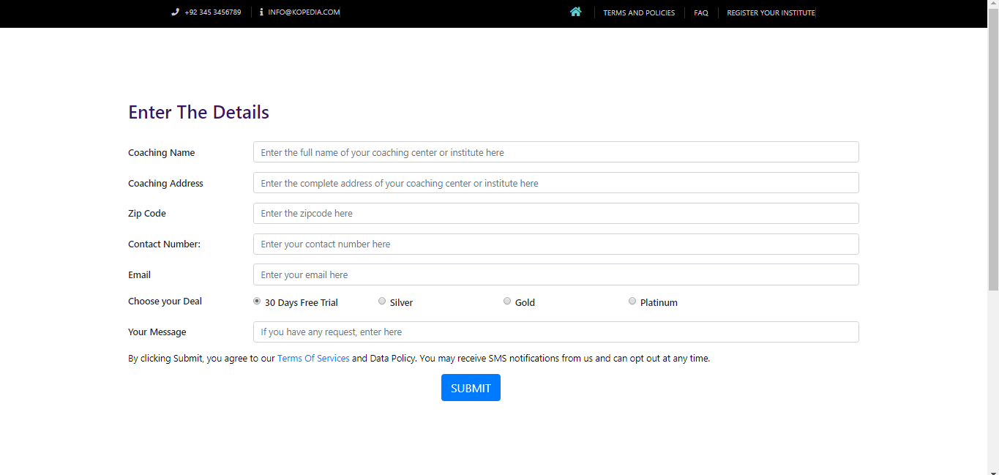 +92 345 3456789 INFO@KOPEDIA.COM TERMS AND POLICIES FAQ REGISTER YOUR INSTITUTE
Enter The Details
Coaching Name Enter the full name of your coaching center or institute here
Coaching Address Enter the complete address of your coaching center or institute here
Zip Code Enter the zipcode here
Contact Number: Enter your contact number here
Email Enter your email here
Choose your Deal 30 Days Free Trial Silver Gold Platinum
Your Message If you have any request, enter here
By clicking Submit, you agree to our Terms Of Services and Data Policy. You may receive SMS notifications from us and can opt out at any time.
SUBMIT